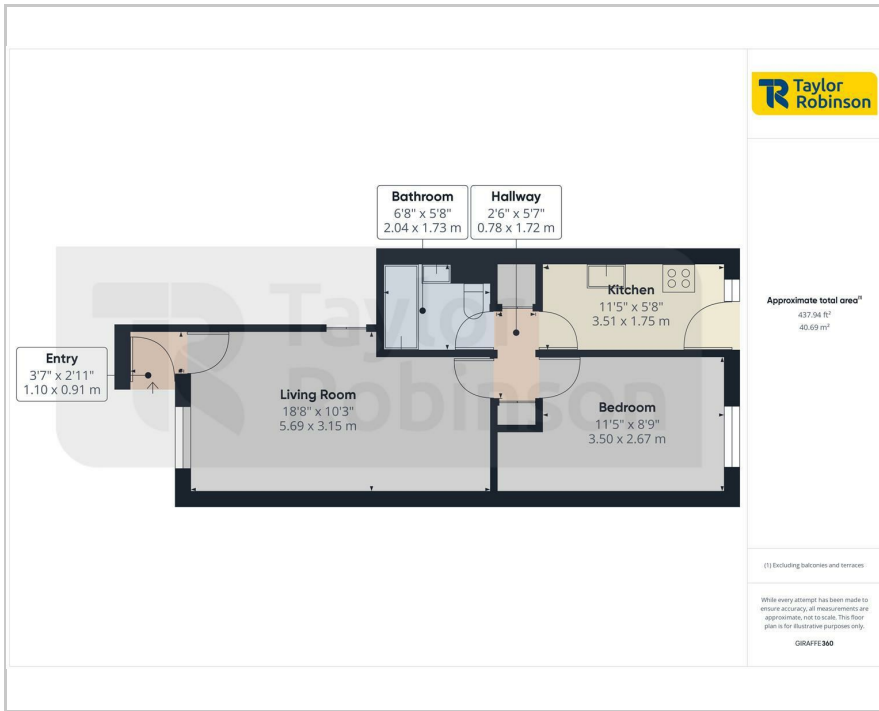 Taylor
Robinson
Bathroom
6'8" x 5'8"
2.04 x 1.73 m
Hallway
2'6" x 5'7"
0.78 x 1.72 m
Kitchen
11'5" x 5'8"
3.51 x 1.75 m
Entry
3'7" x 2'11"
1.10 x 0.91 m
Living Room
18'8" x 10'3"
5.69 x 3.15 m
Bedroom
11'5" x 8'9"
3.50 x 2.67 m
Taylor
Robinson
Approximate total area⁽¹⁾
437.94 ft²
40.69 m²
(1) Excluding balconies and terraces
While every attempt has been made to
ensure accuracy, all measurements are
approximate, not to scale. This floor
plan is for illustrative purposes only.
GIRAFFE360